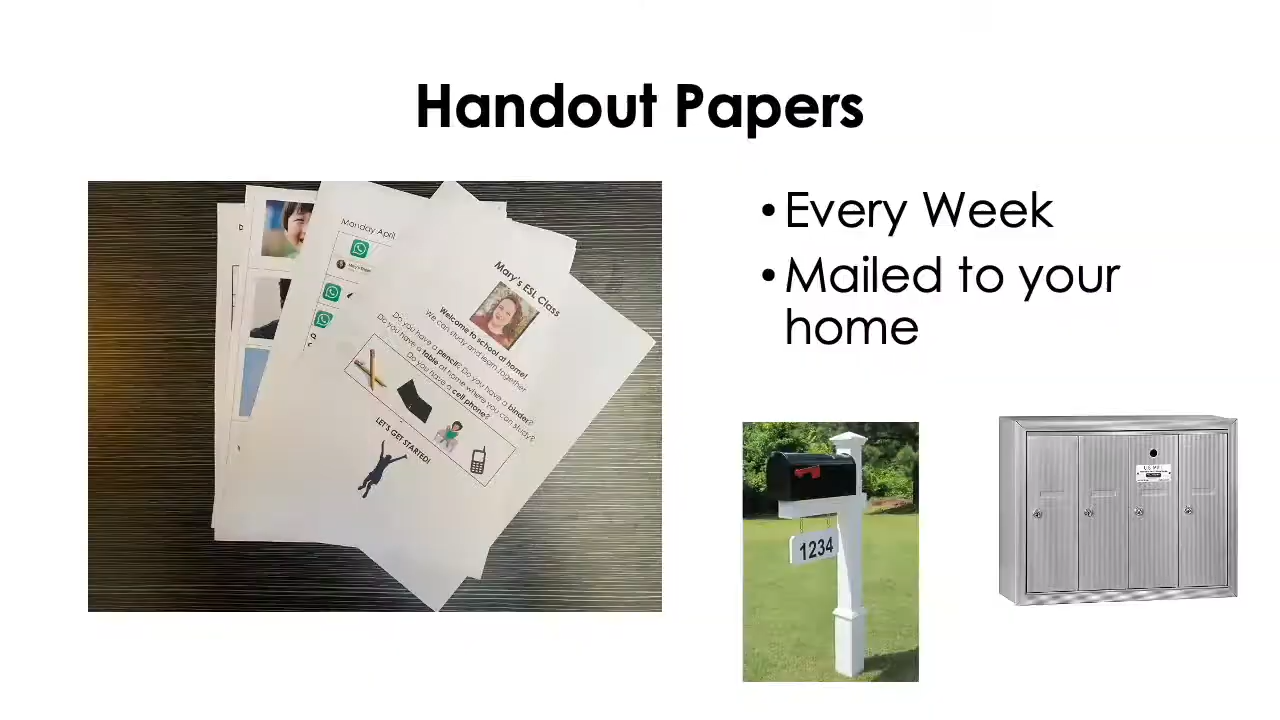 Handout Papers
• Every Week
• Mailed to your
home
Monday April
Mary's ESL Class
Welcome to school at home!
We can study and learn together
Do you have a pencil? Do you have a binder?
Do you have a table at home where you can study?
Do you have a cell phone?
LET'S GET STARTED!
1234